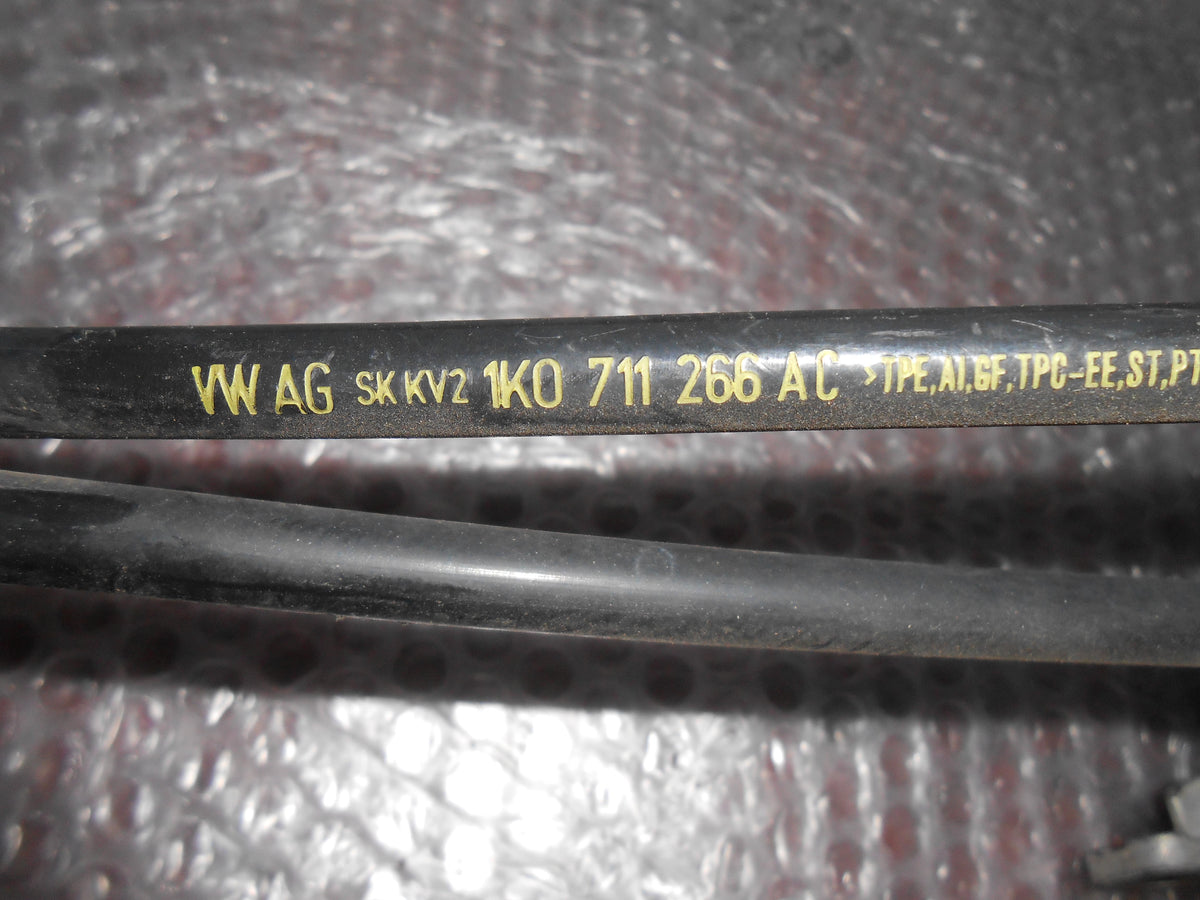 VW AG SK KV2 1K0 711 266 AC >TPE,AI,GF,TPC-EE,ST,PT